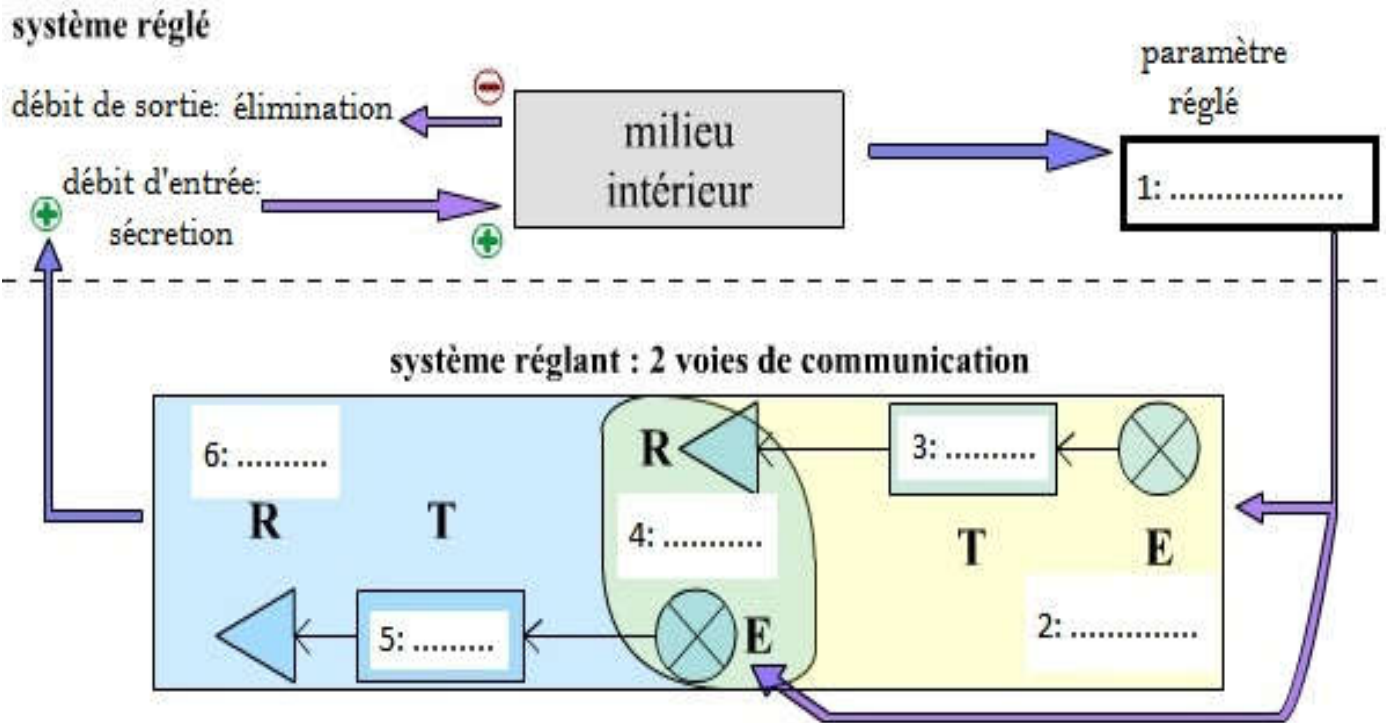 système réglé
débit de sortie: élimination
débit d'entrée:
sécretion
milieu
intérieur
paramètre
réglé
1: ..................
système réglant : 2 voies de communication
6: ..........
R
T
R
4: ...........
3: ..........
T
E
5: .........
E
2: ..............